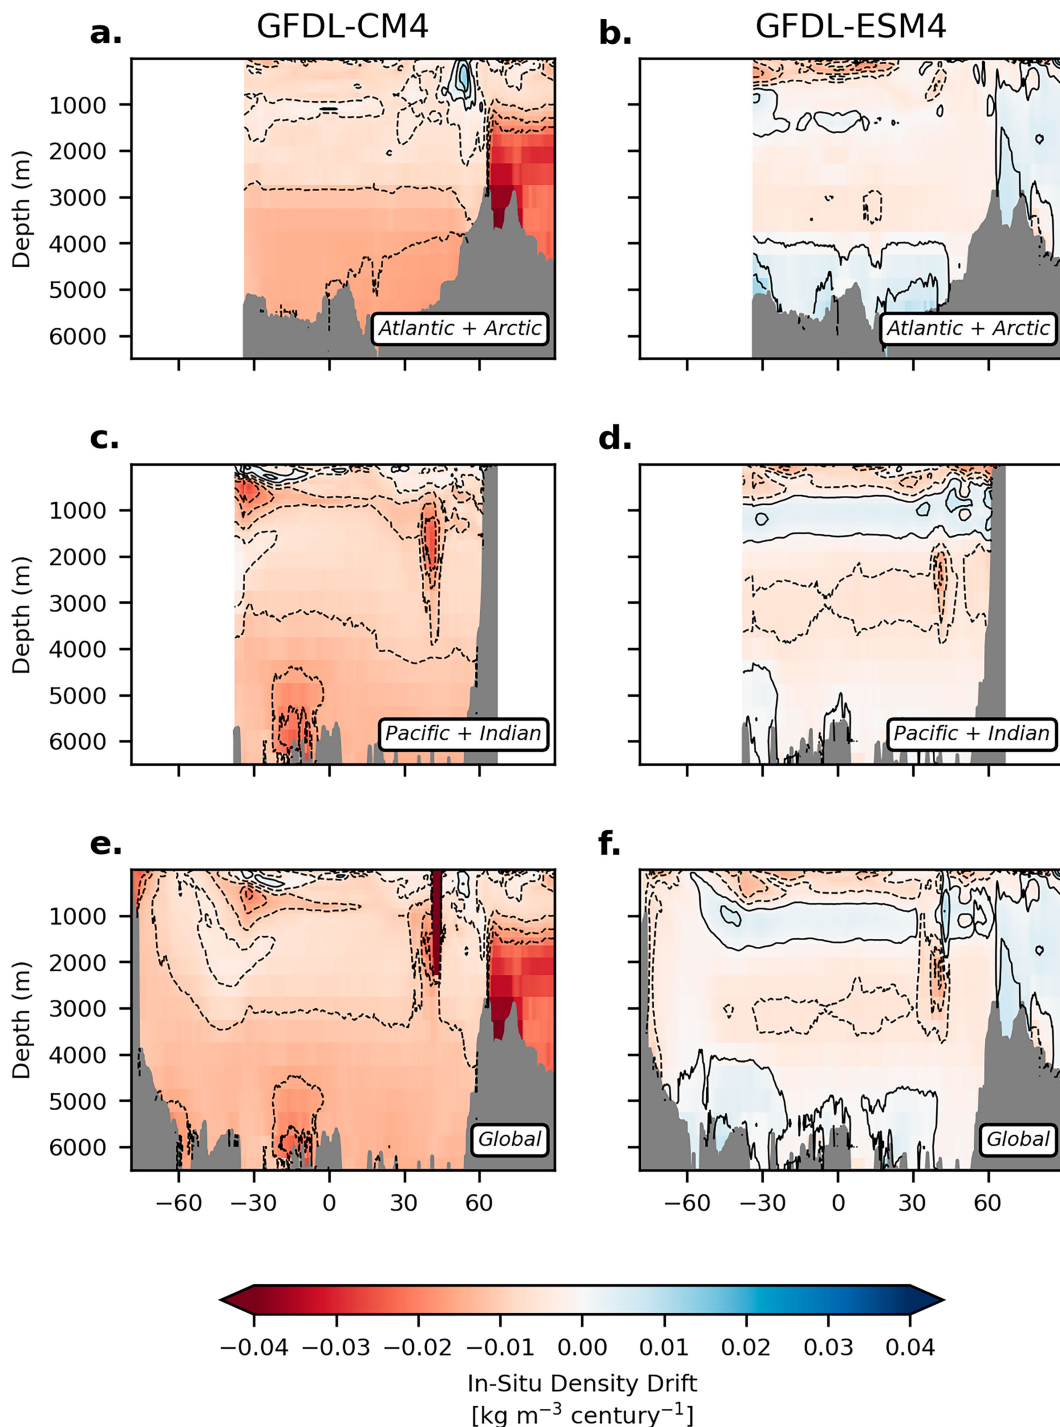 GFDL-CM4
GFDL-ESM4
a.
b.
1000
2000
3000
4000
5000
6000
Depth (m)
Atlantic + Arctic
Atlantic + Arctic
c.
d.
1000
2000
3000
4000
5000
6000
Depth (m)
Pacific + Indian
Pacific + Indian
e.
f.
1000
2000
3000
4000
5000
6000
Depth (m)
Global
Global
−60 −30 0 30 60
−60 −30 0 30 60
−0.04 −0.03 −0.02 −0.01 0.00 0.01 0.02 0.03 0.04
In-Situ Density Drift
[kg m⁻³ century⁻¹]